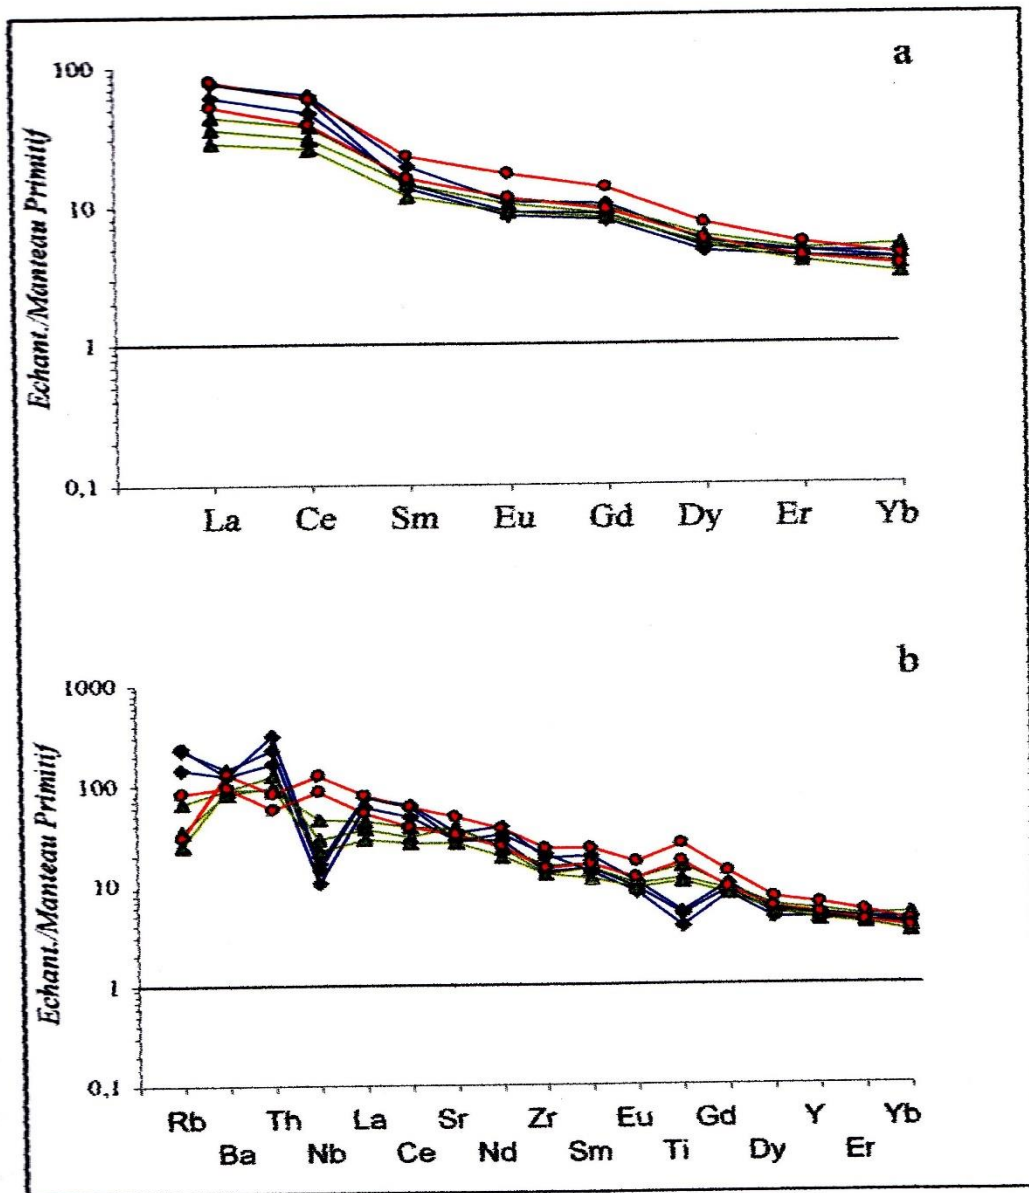 a
100
10
1
0,1
Echant./Manteau Primitif
La Ce Sm Eu Gd Dy Er Yb
b
1000
100
10
1
0,1
Echant./Manteau Primitif
Rb Th La Sr Zr Eu Gd Y Yb
Ba Nb Ce Nd Sm Ti Dy Er